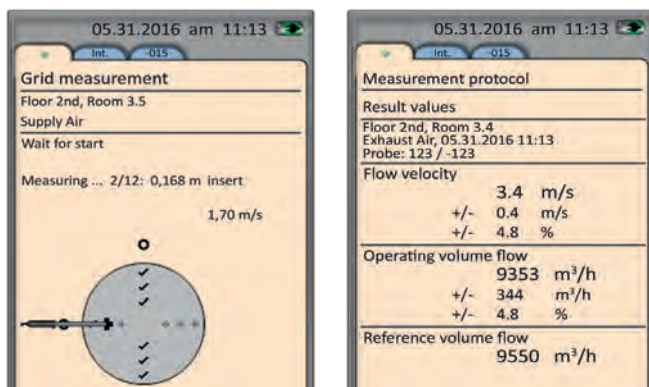 05.31.2016 am 11:13
Int.
-015
Grid measurement
Floor 2nd, Room 3.5
Supply Air
Wait for start
Measuring ... 2/12: 0,168 m insert
1,70 m/s
05.31.2016 am 11:13
Int.
-015
Measurement protocol
Result values
Floor 2nd, Room 3.4
Exhaust Air, 05.31.2016 11:13
Probe: 123 / -123
Flow velocity
3.4 m/s
+/- 0.4 m/s
+/- 4.8 %
Operating volume flow
9353 m³/h
+/- 344 m³/h
+/- 4.8 %
Reference volume flow
9550 m³/h